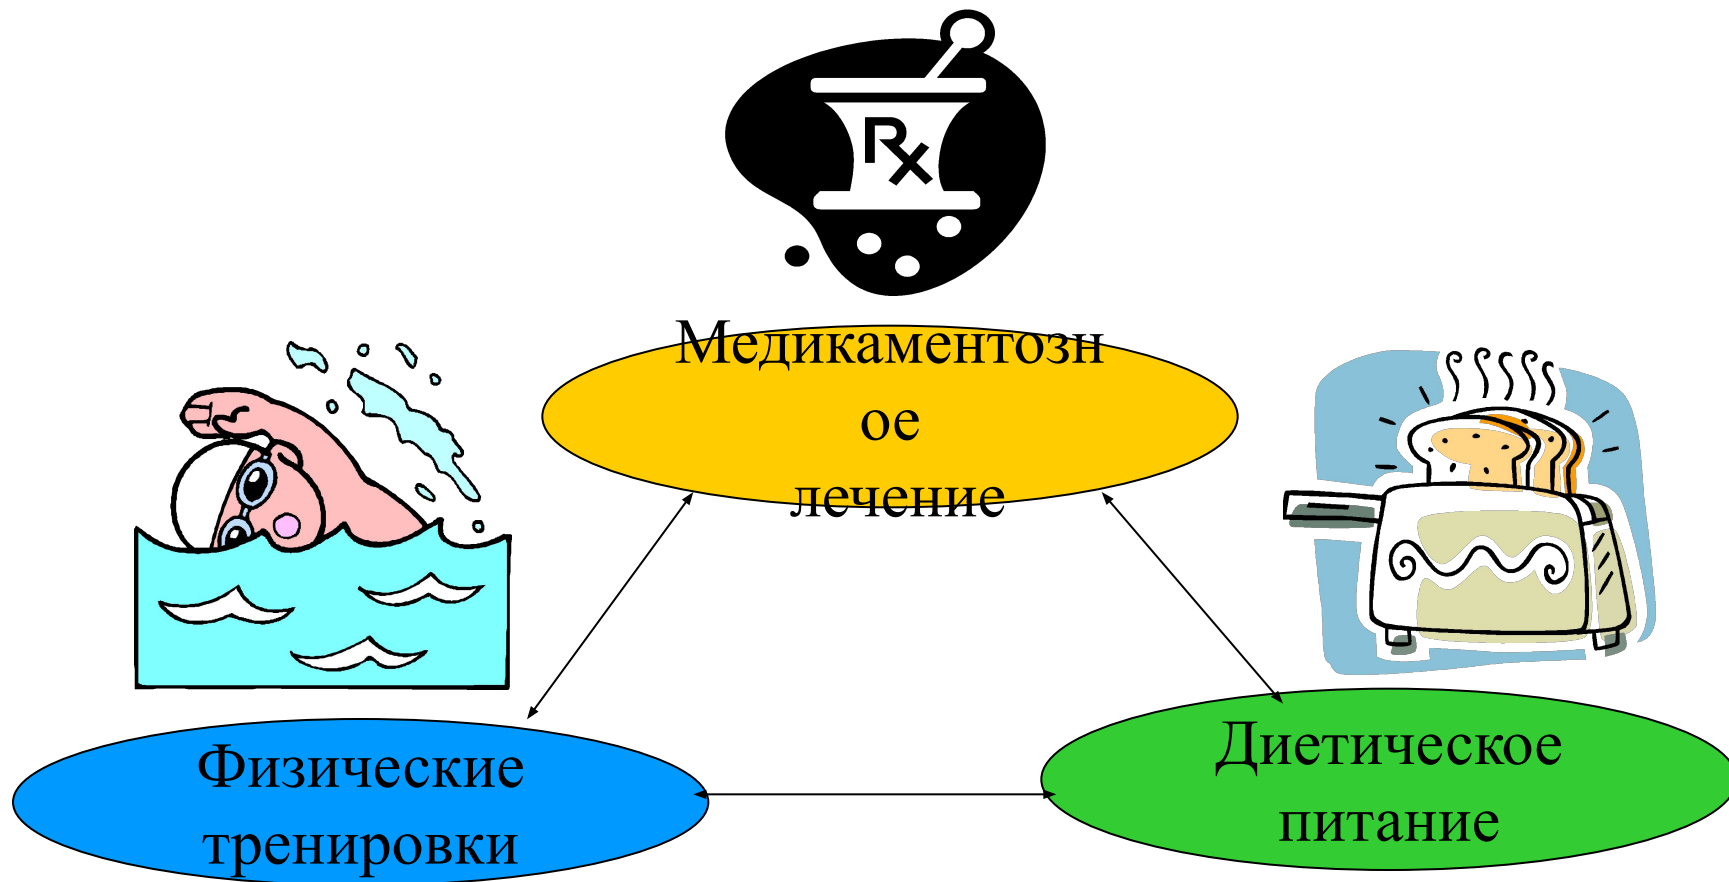 Rx
Медикаментозн
ое
лечение
Физические
тренировки
Диетическое
питание